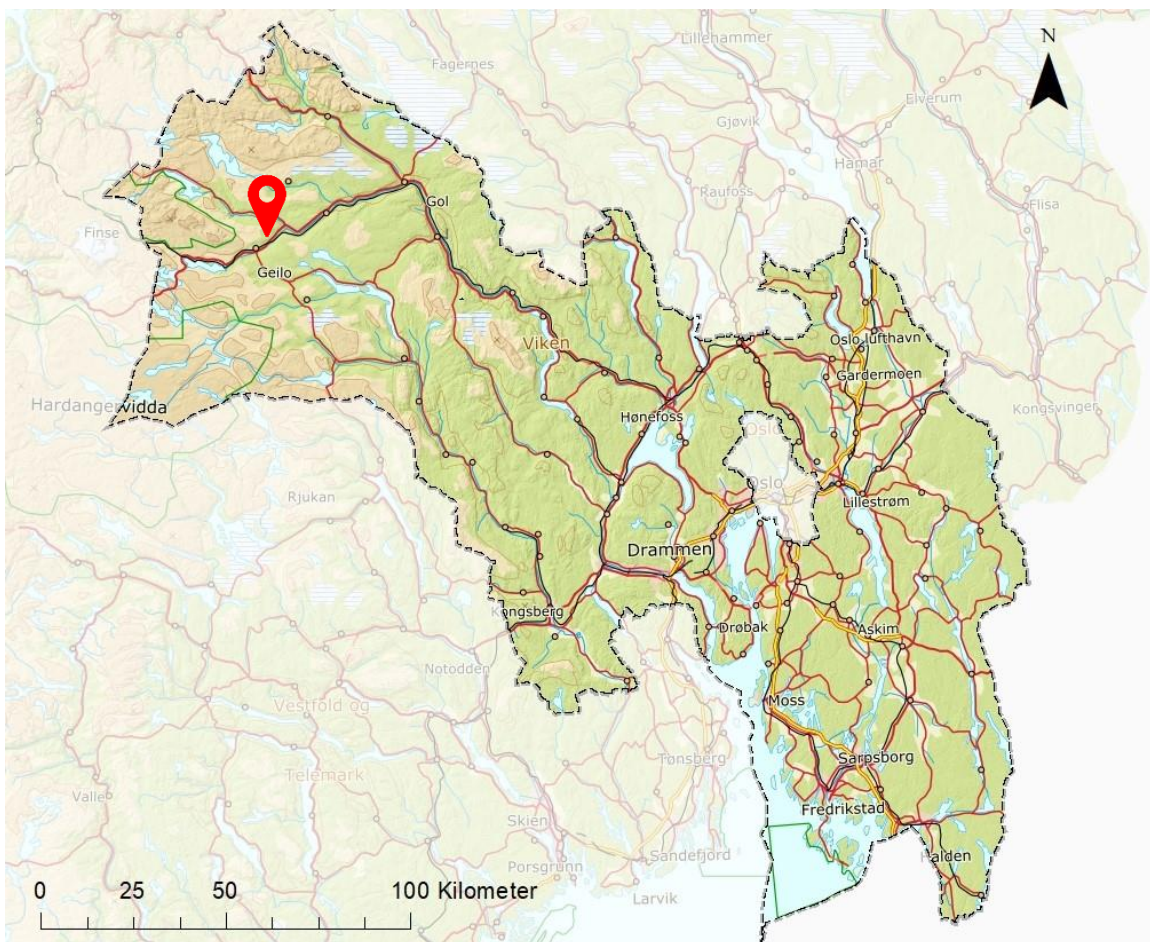 N
Lillehammer
Fagernes
Elverum
Gjøvik
Hamar
Raufoss
Flisa
Gol
Finse
Geilo
Oslo lufthavn
Viken
Gardermoen
Hardangervidda
Hønefoss
Kongsvinger
Oslo
Oslo
Rjukan
Lillestrøm
Drammen
Kongsberg
Drøbak
Askim
Notodden
Vestfold og
Telemark
Moss
Tønsberg
Sarpsborg
Valle
Fredrikstad
Skien
Sandefjord
Halden
Porsgrunn
Larvik
0 25 50 100 Kilometer